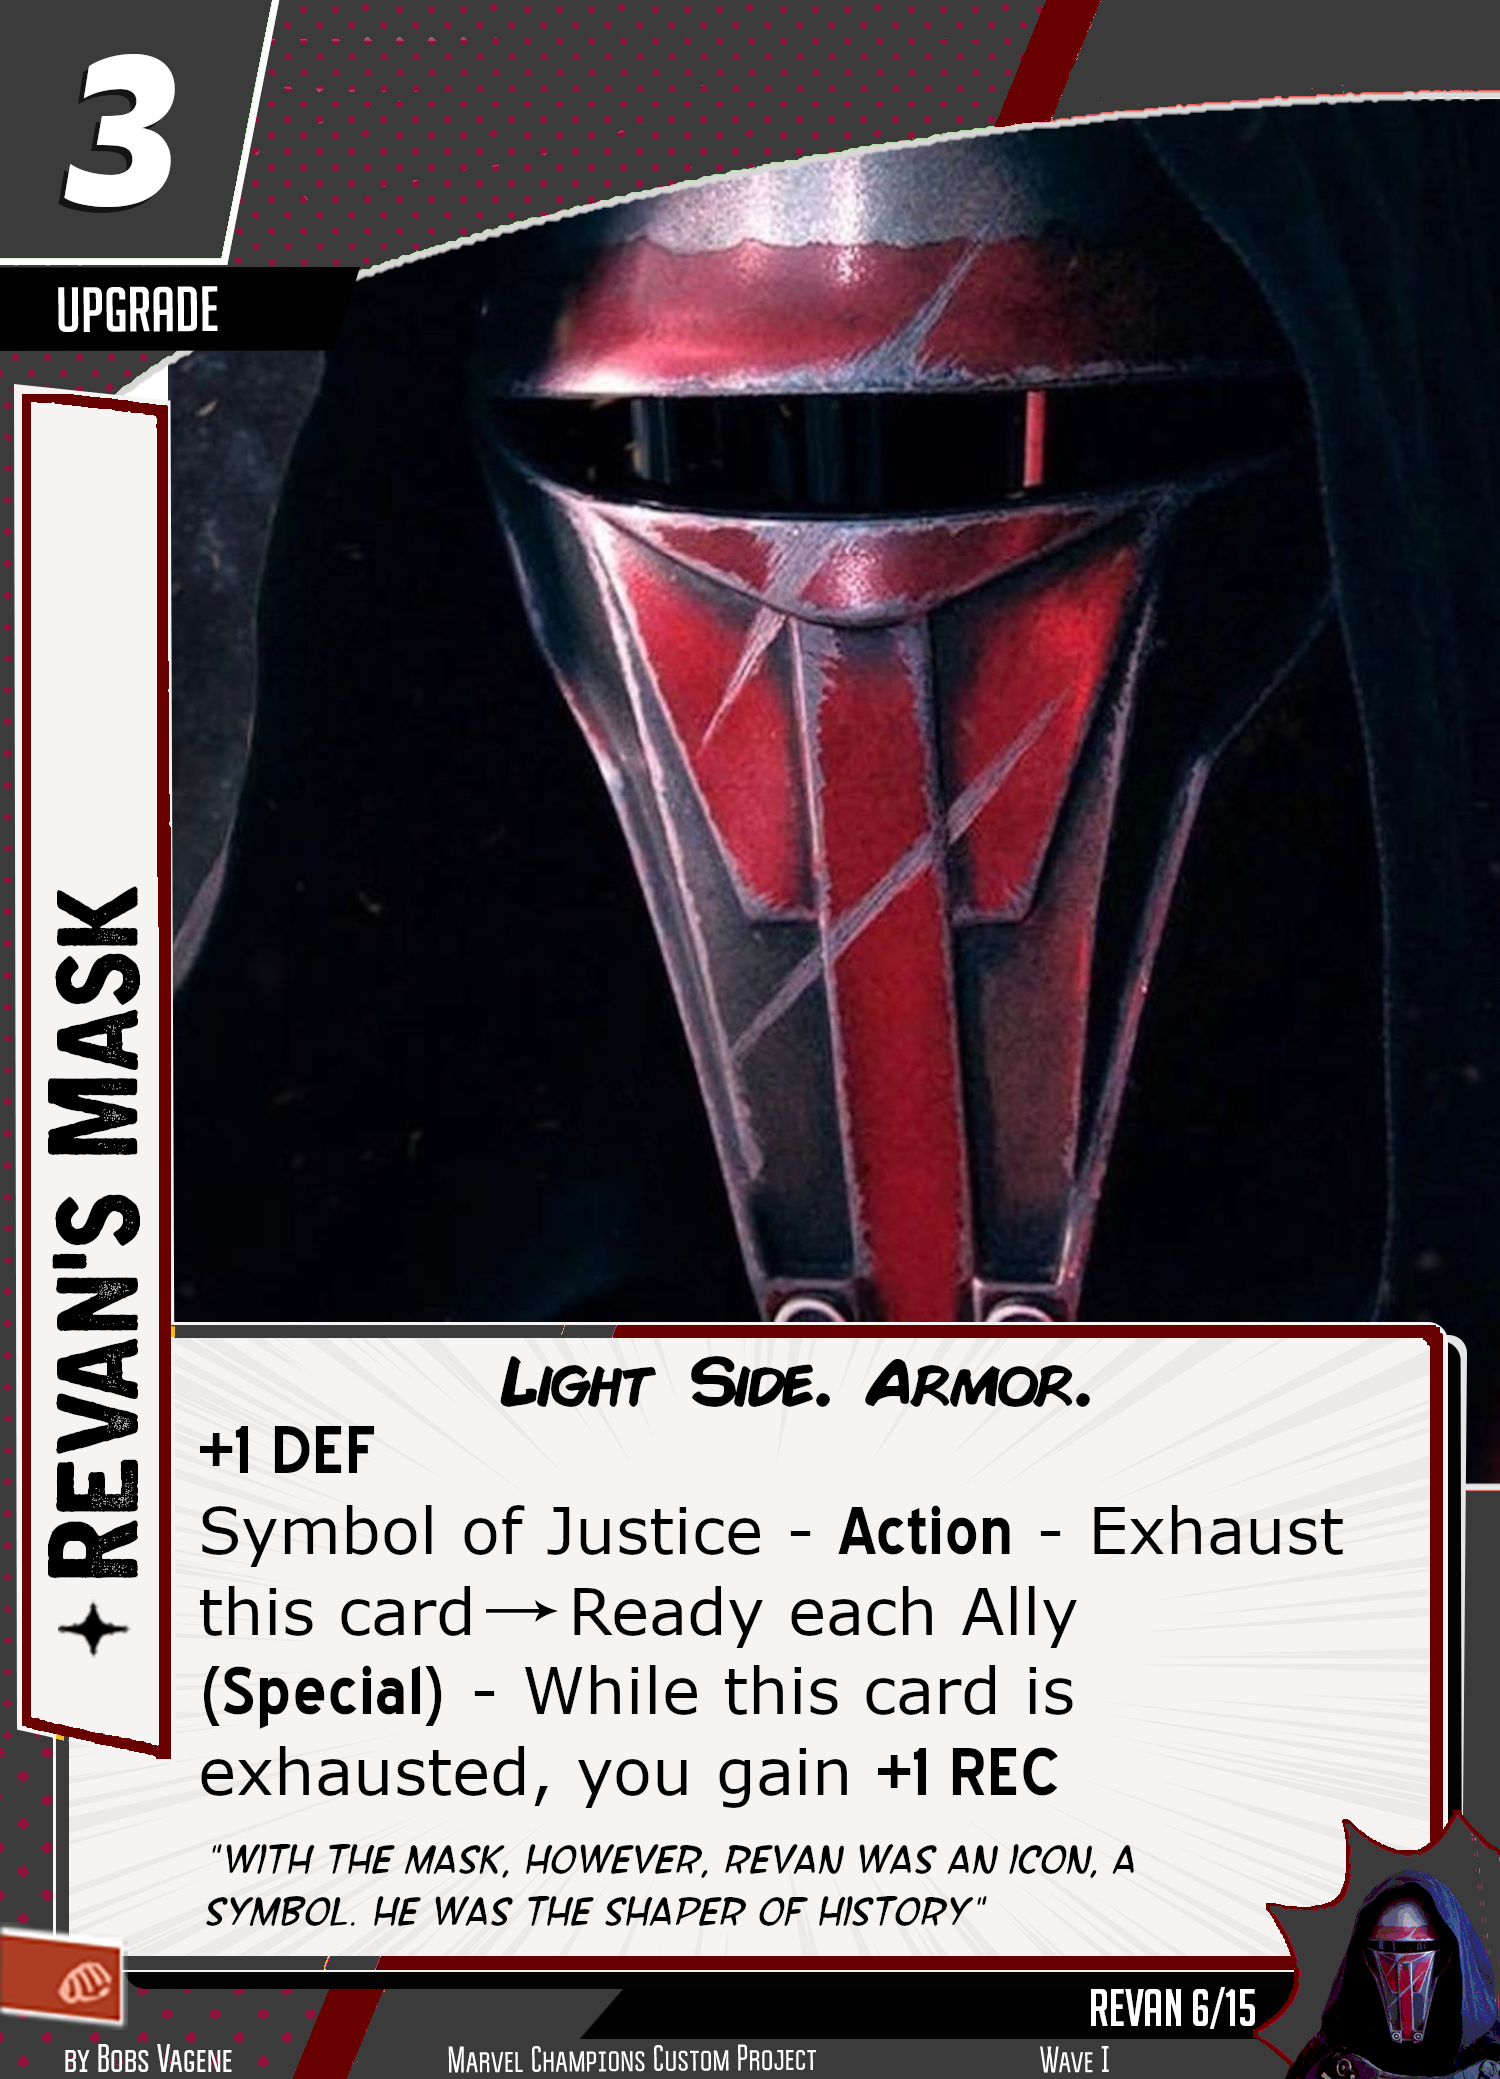 3
UPGRADE
REVAN'S MASK
LIGHT SIDE. ARMOR.
+1 DEF
Symbol of Justice - Action - Exhaust
this card → Ready each Ally
(Special) - While this card is
exhausted, you gain +1 REC
"WITH THE MASK, HOWEVER, REVAN WAS AN ICON, A
SYMBOL. HE WAS THE SHAPER OF HISTORY"
REVAN 6/15
BY BOBS VAGENE
MARVEL CHAMPIONS CUSTOM PROJECT
WAVE I